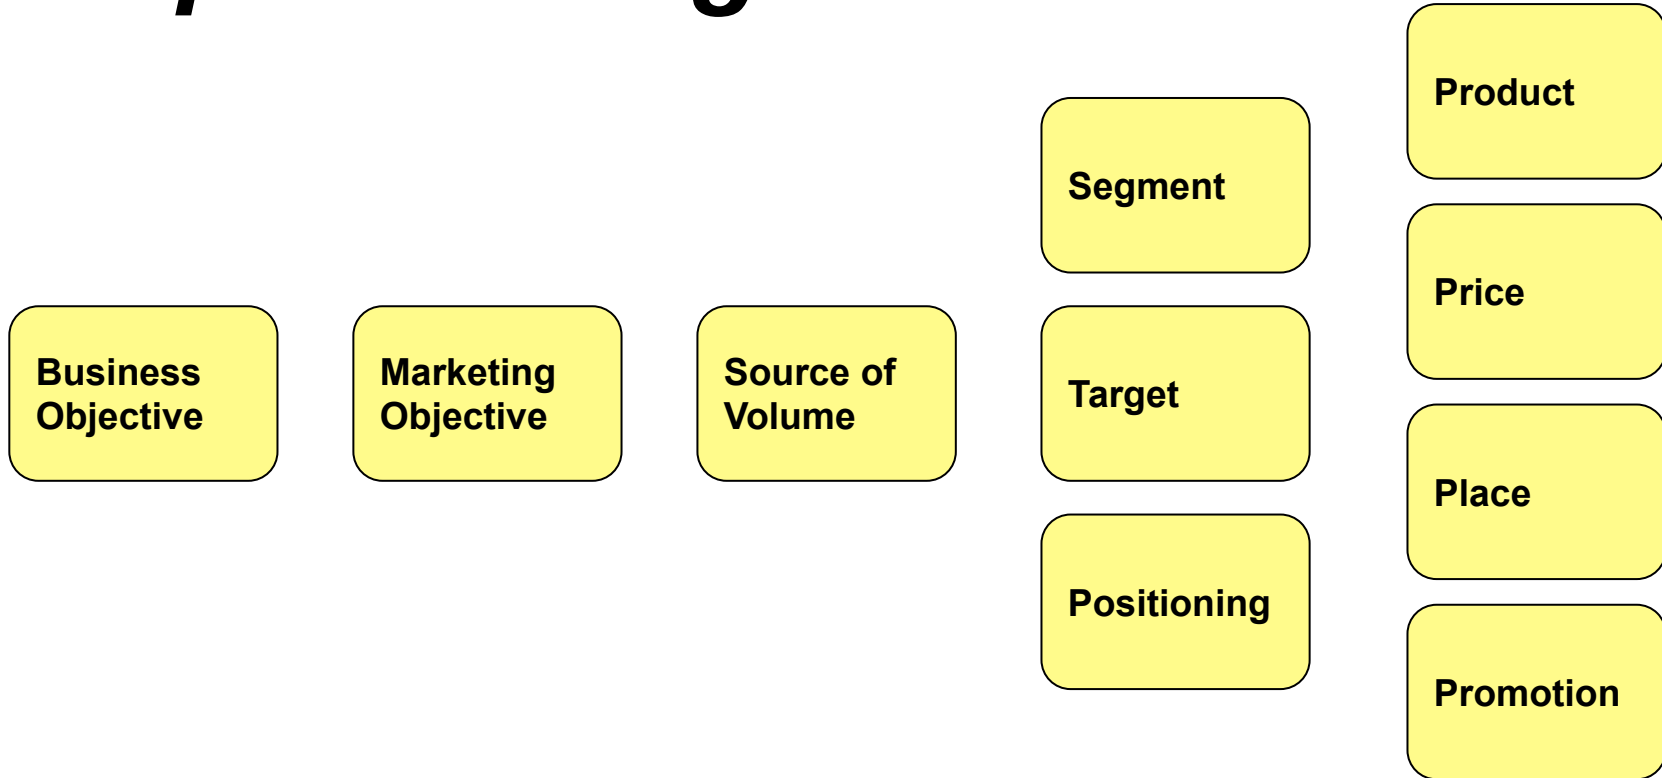 Business
Objective
Marketing
Objective
Source of
Volume
Segment
Target
Positioning
Product
Price
Place
Promotion